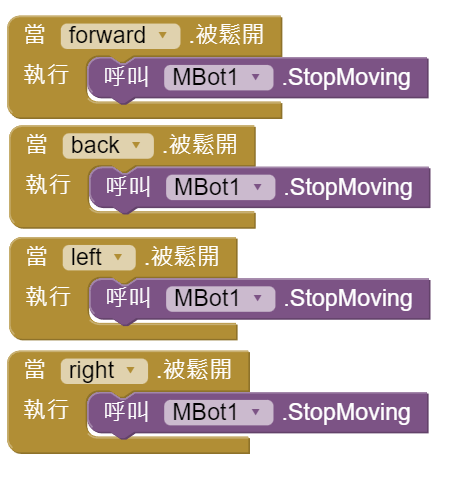 當 forward .被鬆開
執行 呼叫 MBot1 .StopMoving
當 back .被鬆開
執行 呼叫 MBot1 .StopMoving
當 left .被鬆開
執行 呼叫 MBot1 .StopMoving
當 right .被鬆開
執行 呼叫 MBot1 .StopMoving